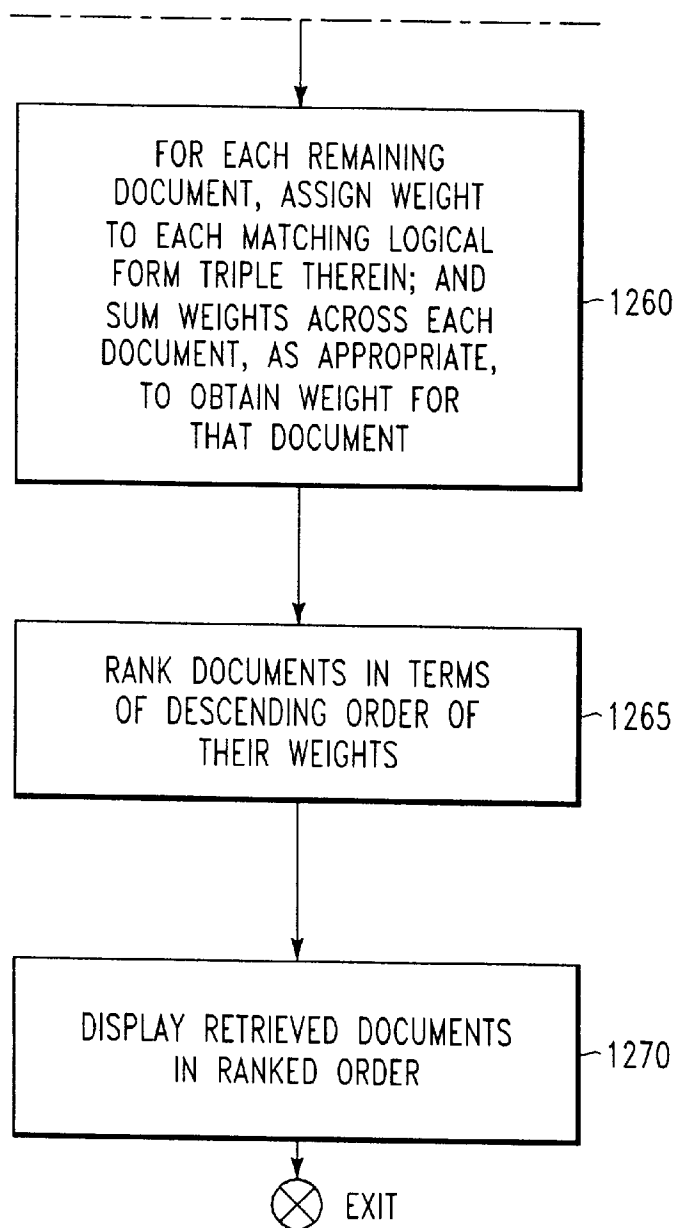 FOR EACH REMAINING
DOCUMENT, ASSIGN WEIGHT
TO EACH MATCHING LOGICAL
FORM TRIPLE THEREIN; AND
SUM WEIGHTS ACROSS EACH
DOCUMENT, AS APPROPRIATE,
TO OBTAIN WEIGHT FOR
THAT DOCUMENT
1260
RANK DOCUMENTS IN TERMS
OF DESCENDING ORDER OF
THEIR WEIGHTS
1265
DISPLAY RETRIEVED DOCUMENTS
IN RANKED ORDER
1270
EXIT